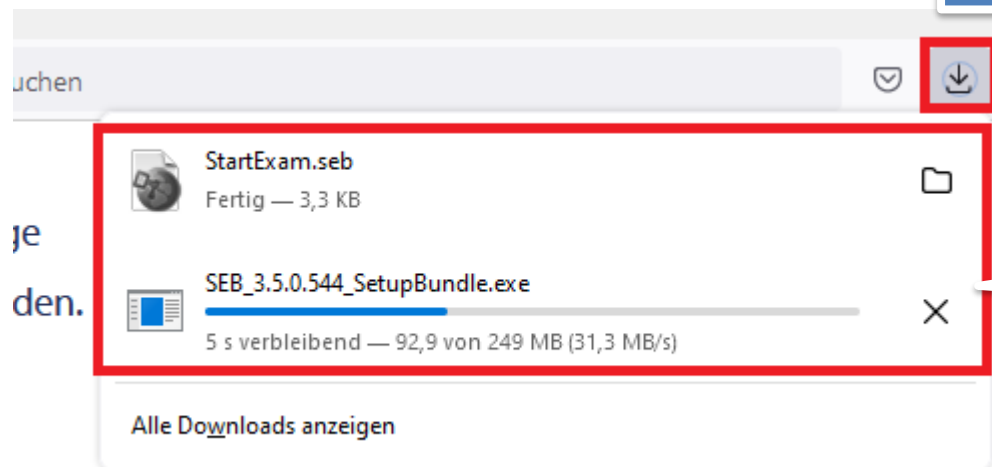 uchen
StartExam.seb
Fertig — 3,3 KB
ge
SEB_3.5.0.544_SetupBundle.exe
den.
5 s verbleibend — 92,9 von 249 MB (31,3 MB/s)
Alle Downloads anzeigen